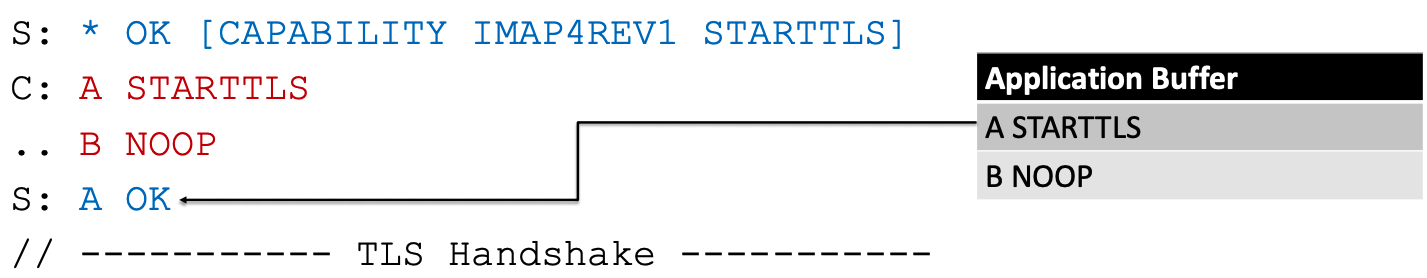 S: * OK [CAPABILITY IMAP4REV1 STARTTLS]
C: A STARTTLS
.. B NOOP
S: A OK
// ----------- TLS Handshake -----------
Application Buffer
A STARTTLS
B NOOP